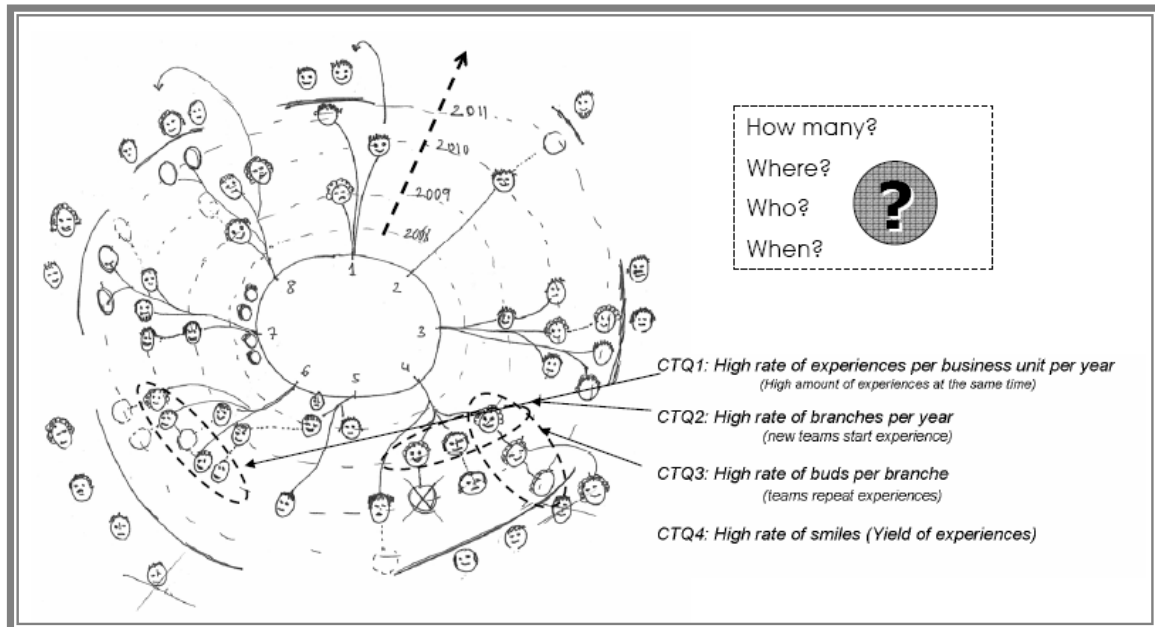 2011
2010
2009
2008
1
2
3
4
5
6
7
8
How many?
Where?
Who?
When?
?
CTQ1: High rate of experiences per business unit per year
(High amount of experiences at the same time)
CTQ2: High rate of branches per year
(new teams start experience)
CTQ3: High rate of buds per branche
(teams repeat experiences)
CTQ4: High rate of smiles (Yield of experiences)